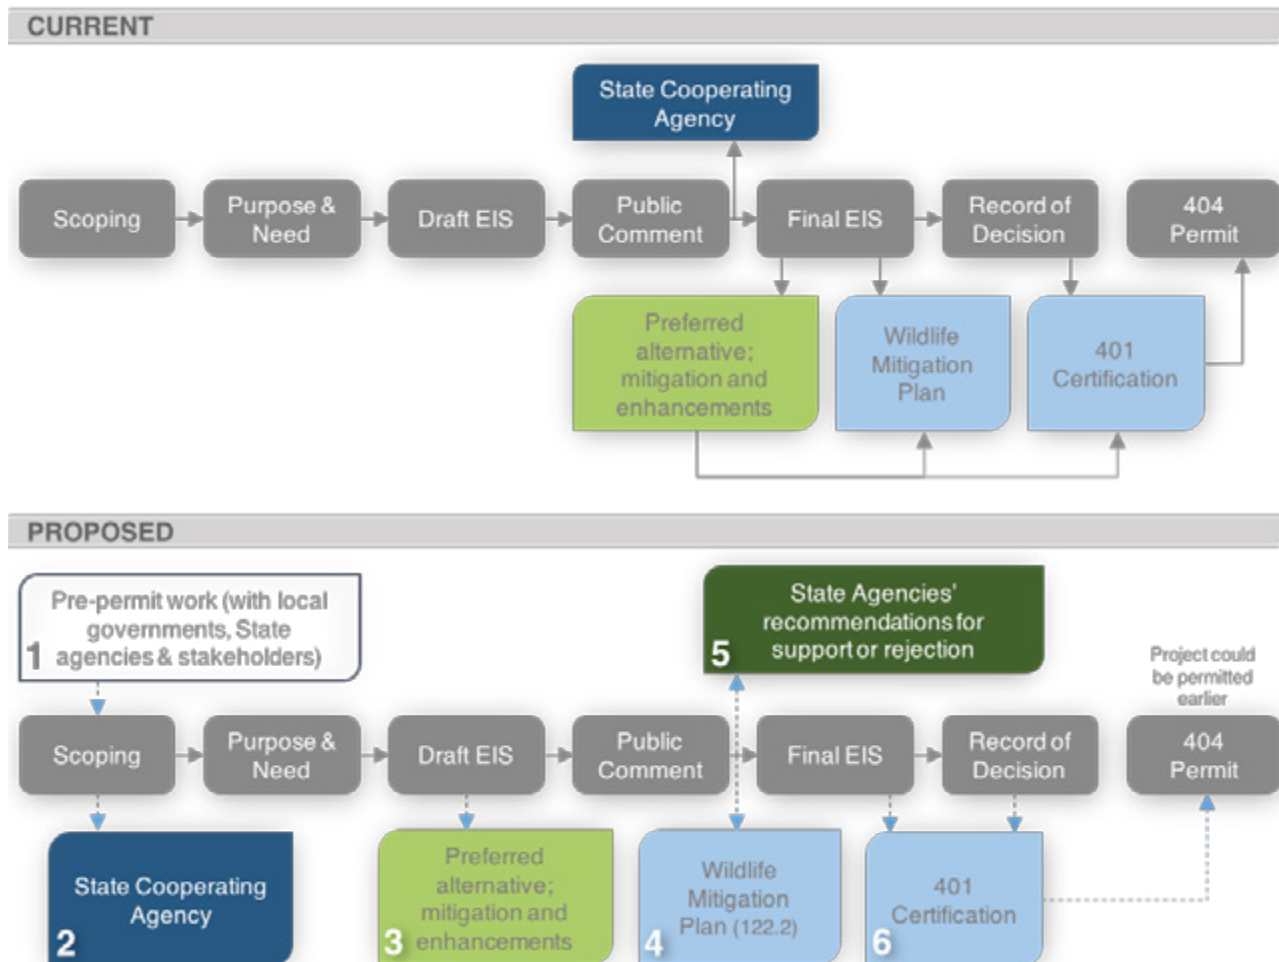 CURRENT
State Cooperating
Agency
Scoping
Purpose &
Need
Draft EIS
Public
Comment
Final EIS
Record of
Decision
404
Permit
Preferred
alternative;
mitigation and
enhancements
Wildlife
Mitigation
Plan
401
Certification
PROPOSED
Pre-permit work (with local
governments, State
agencies & stakeholders)
1
State Agencies'
recommendations for
support or rejection
5
Project could
be permitted
earlier
Scoping
Purpose &
Need
Draft EIS
Public
Comment
Final EIS
Record of
Decision
404
Permit
State Cooperating
Agency
2
Preferred
alternative;
mitigation and
enhancements
3
Wildlife
Mitigation
Plan (122.2)
4
401
Certification
6